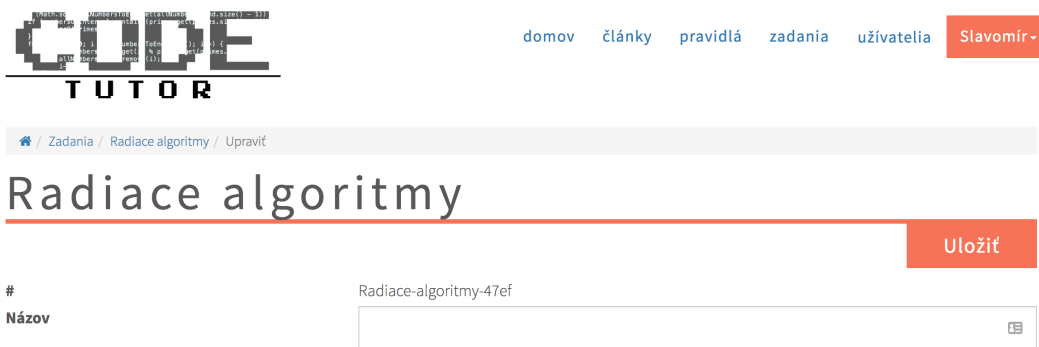 CODE
TUTOR
domov články pravidlá zadania užívatelia Slavomír
/ Zadania / Radiace algoritmy / Upraviť
Radiace algoritmy
Uložiť
# Radiace-algoritmy-47ef
Názov